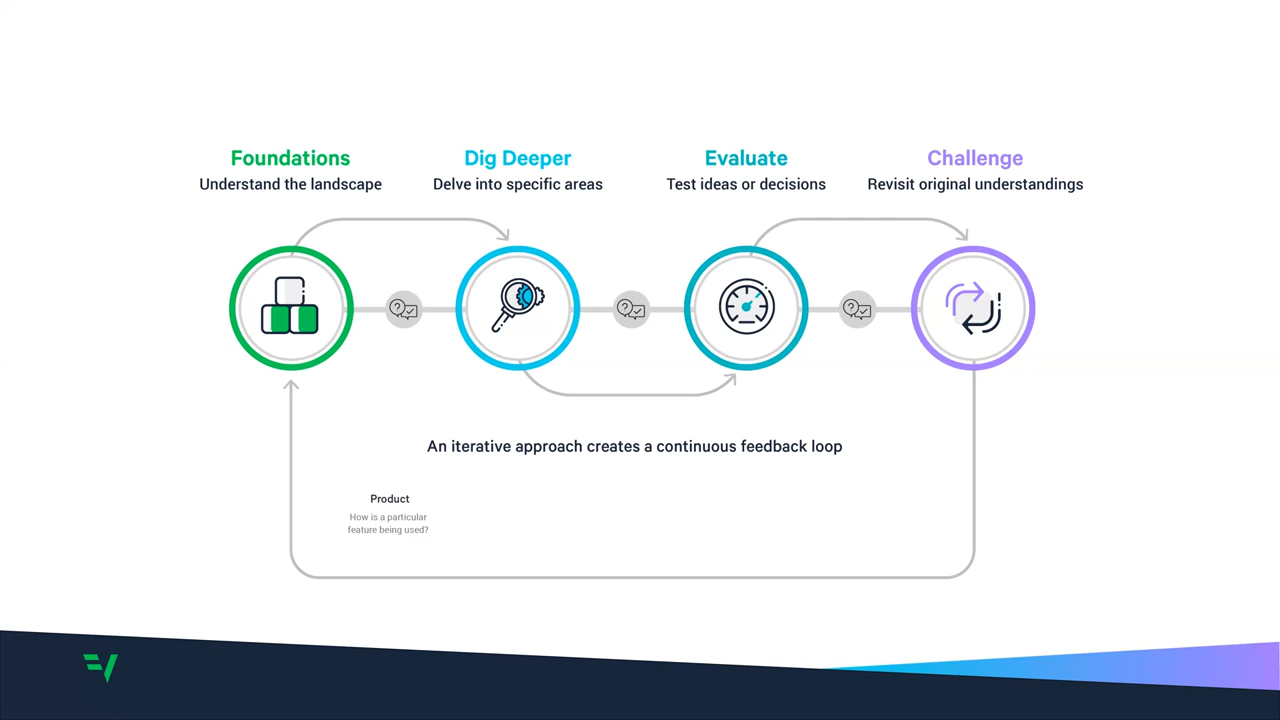 Foundations
Understand the landscape
Dig Deeper
Delve into specific areas
Evaluate
Test ideas or decisions
Challenge
Revisit original understandings
An iterative approach creates a continuous feedback loop
Product
How is a particular
feature being used?